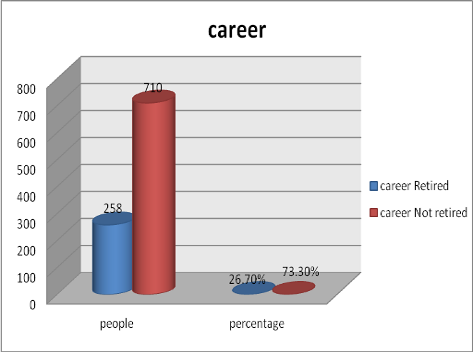 career
800
700
600
500
400
300
200
100
0
710
258
26.70%
73.30%
people
percentage
career Retired
career Not retired